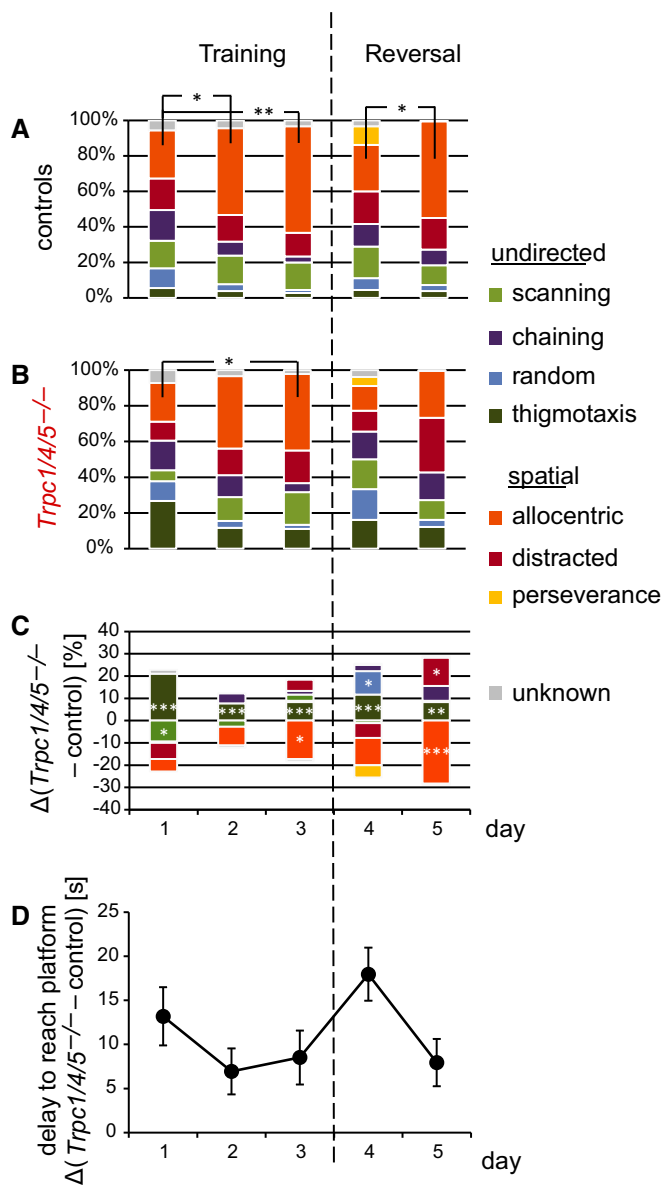 Training Reversal
* ** *
A
100%
80%
60%
40%
20%
0%
controls
undirected
scanning
chaining
random
thigmotaxis
spatial
allocentric
distracted
perseverance
unknown
*
B
100%
80%
60%
40%
20%
0%
Trpc1/4/5−/−
C
40
30
20
10
0
-10
-20
-30
-40
Δ(Trpc1/4/5−/−
– control) [%]
* *
*** *** *** *** **
* * ***
1 2 3 4 5 day
D
25
20
15
10
5
0
delay to reach platform
Δ(Trpc1/4/5−/− – control) [s]
1 2 3 4 5 day